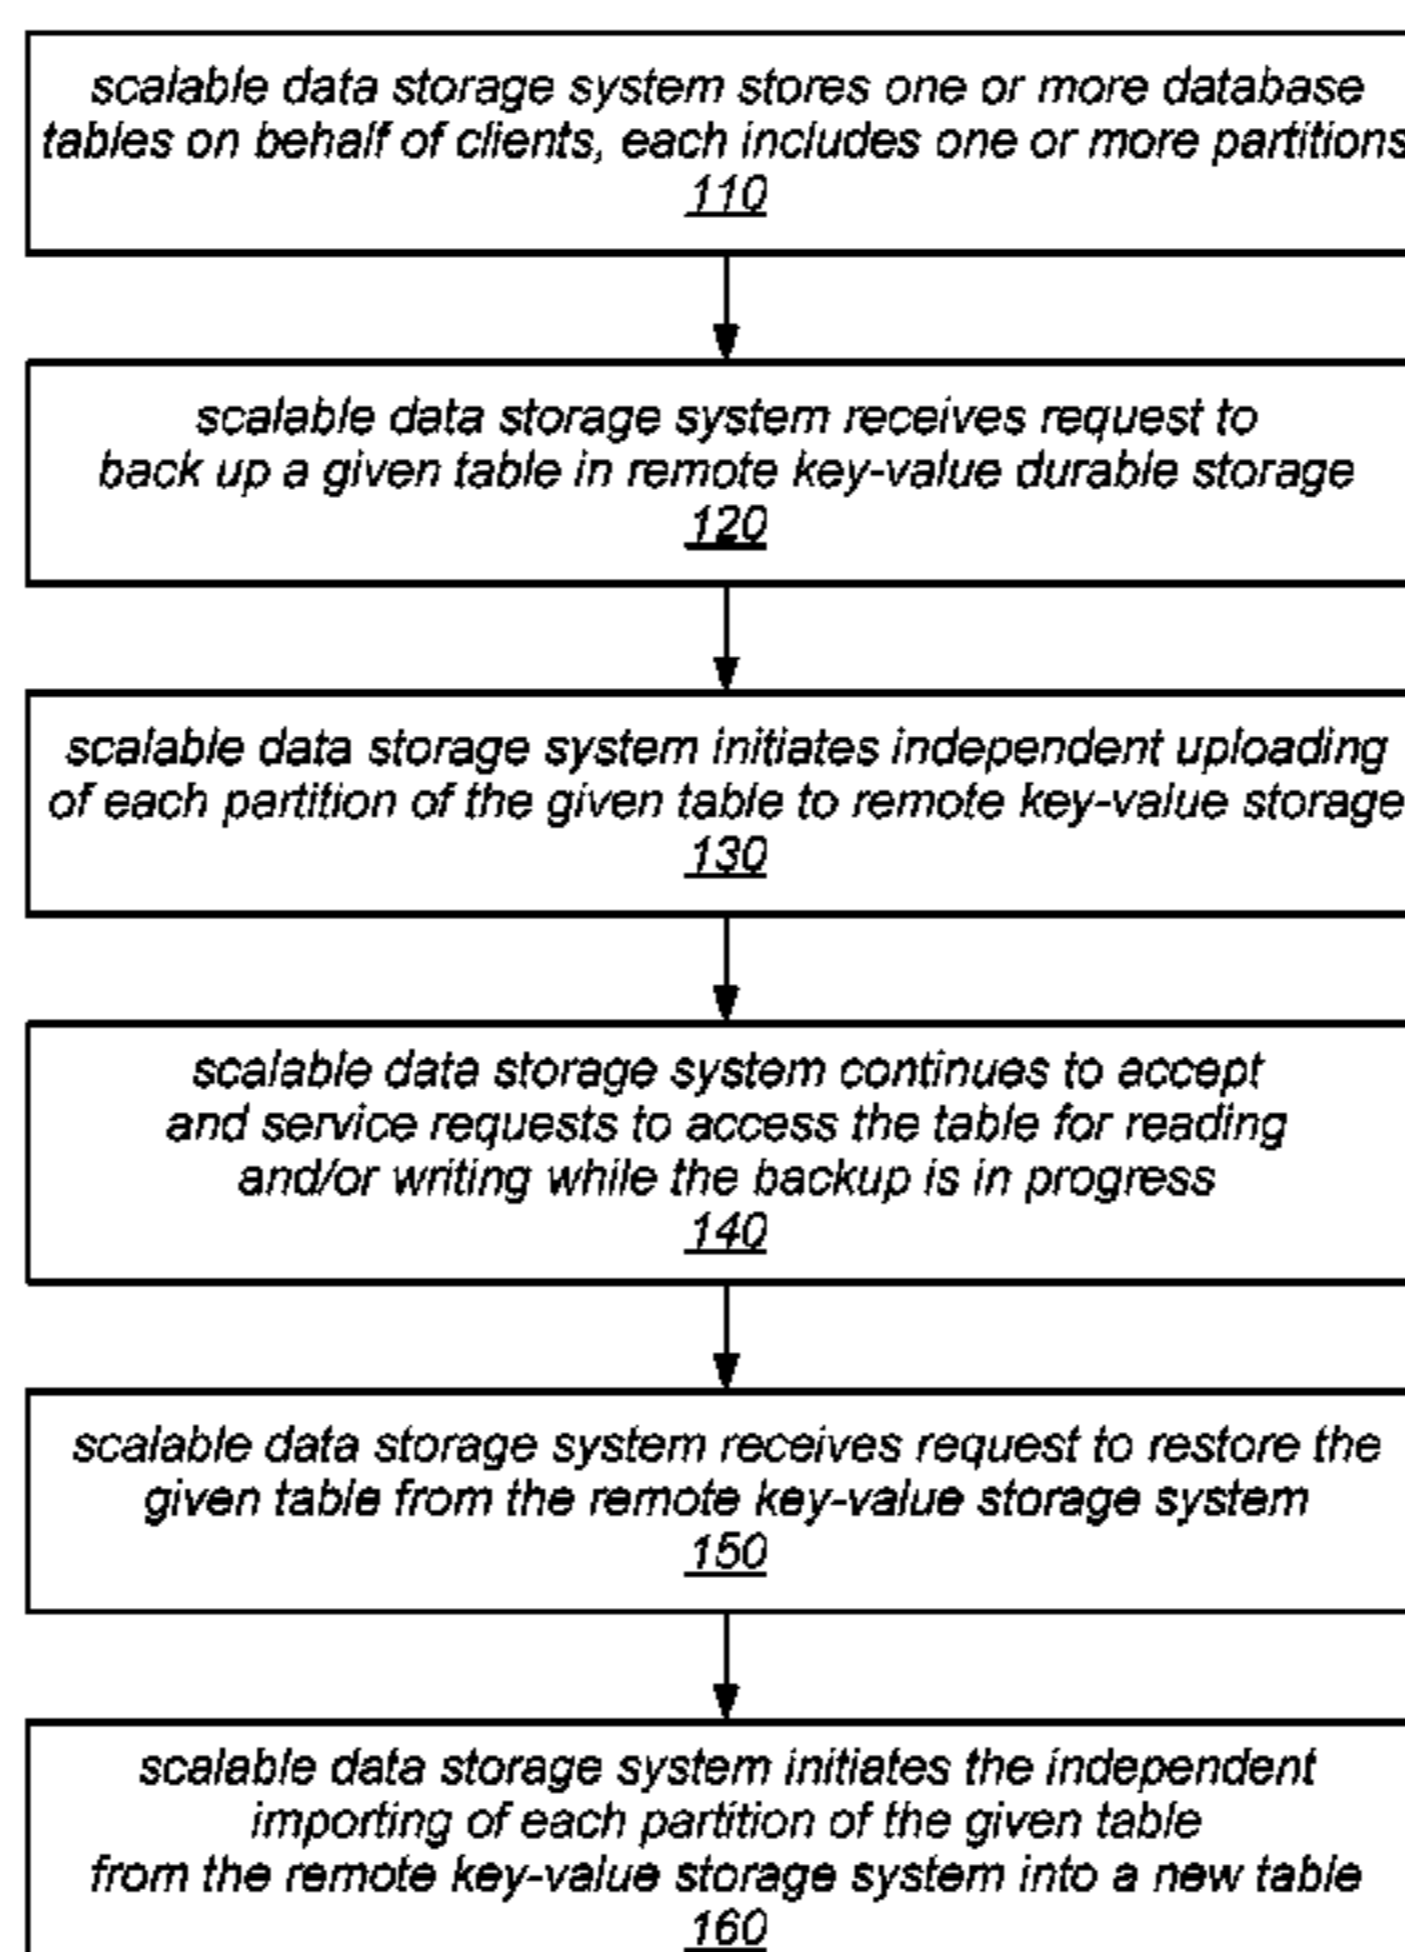 scalable data storage system stores one or more database
tables on behalf of clients, each includes one or more partitions
110
scalable data storage system receives request to
back up a given table in remote key-value durable storage
120
scalable data storage system initiates independent uploading
of each partition of the given table to remote key-value storage
130
scalable data storage system continues to accept
and service requests to access the table for reading
and/or writing while the backup is in progress
140
scalable data storage system receives request to restore the
given table from the remote key-value storage system
150
scalable data storage system initiates the independent
importing of each partition of the given table
from the remote key-value storage system into a new table
160